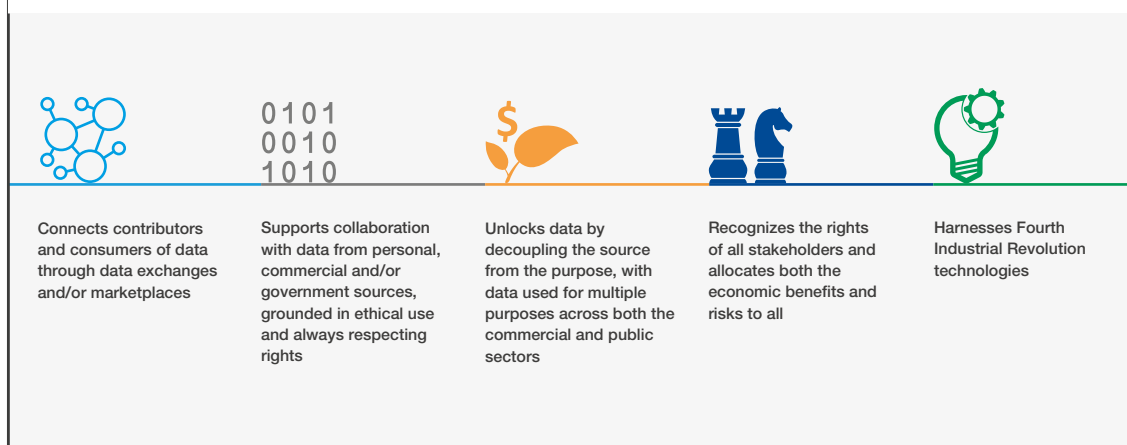 0101
0010
1010
$
Connects contributors
and consumers of data
through data exchanges
and/or marketplaces
Supports collaboration
with data from personal,
commercial and/or
government sources,
grounded in ethical use
and always respecting
rights
Unlocks data by
decoupling the source
from the purpose, with
data used for multiple
purposes across both the
commercial and public
sectors
Recognizes the rights
of all stakeholders and
allocates both the
economic benefits and
risks to all
Harnesses Fourth
Industrial Revolution
technologies